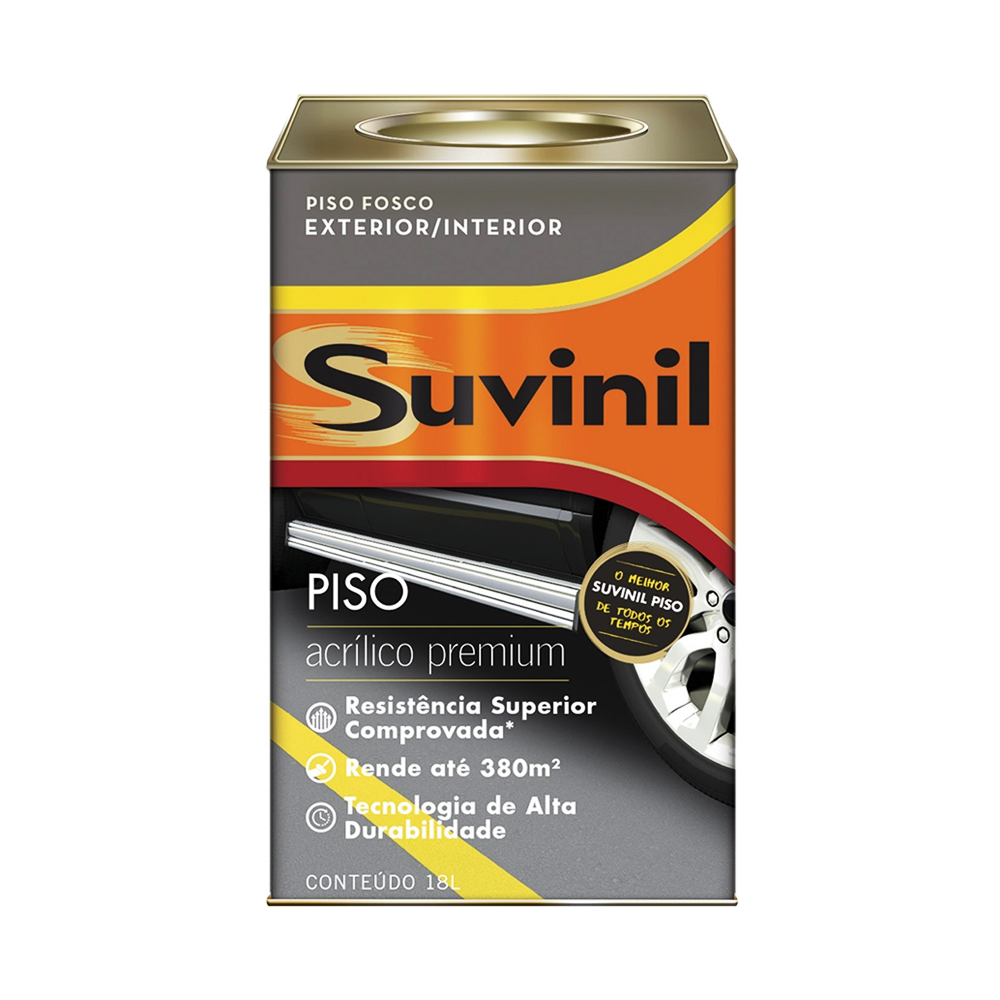 PISO FOSCO
EXTERIOR/INTERIOR
Suvinil
O MELHOR
SUVINIL PISO
DE TODOS OS
TEMPOS
PISO
acrílico premium
Resistência Superior
Comprovada*
Rende até 380m²
Tecnologia de Alta
Durabilidade
CONTEÚDO 18L